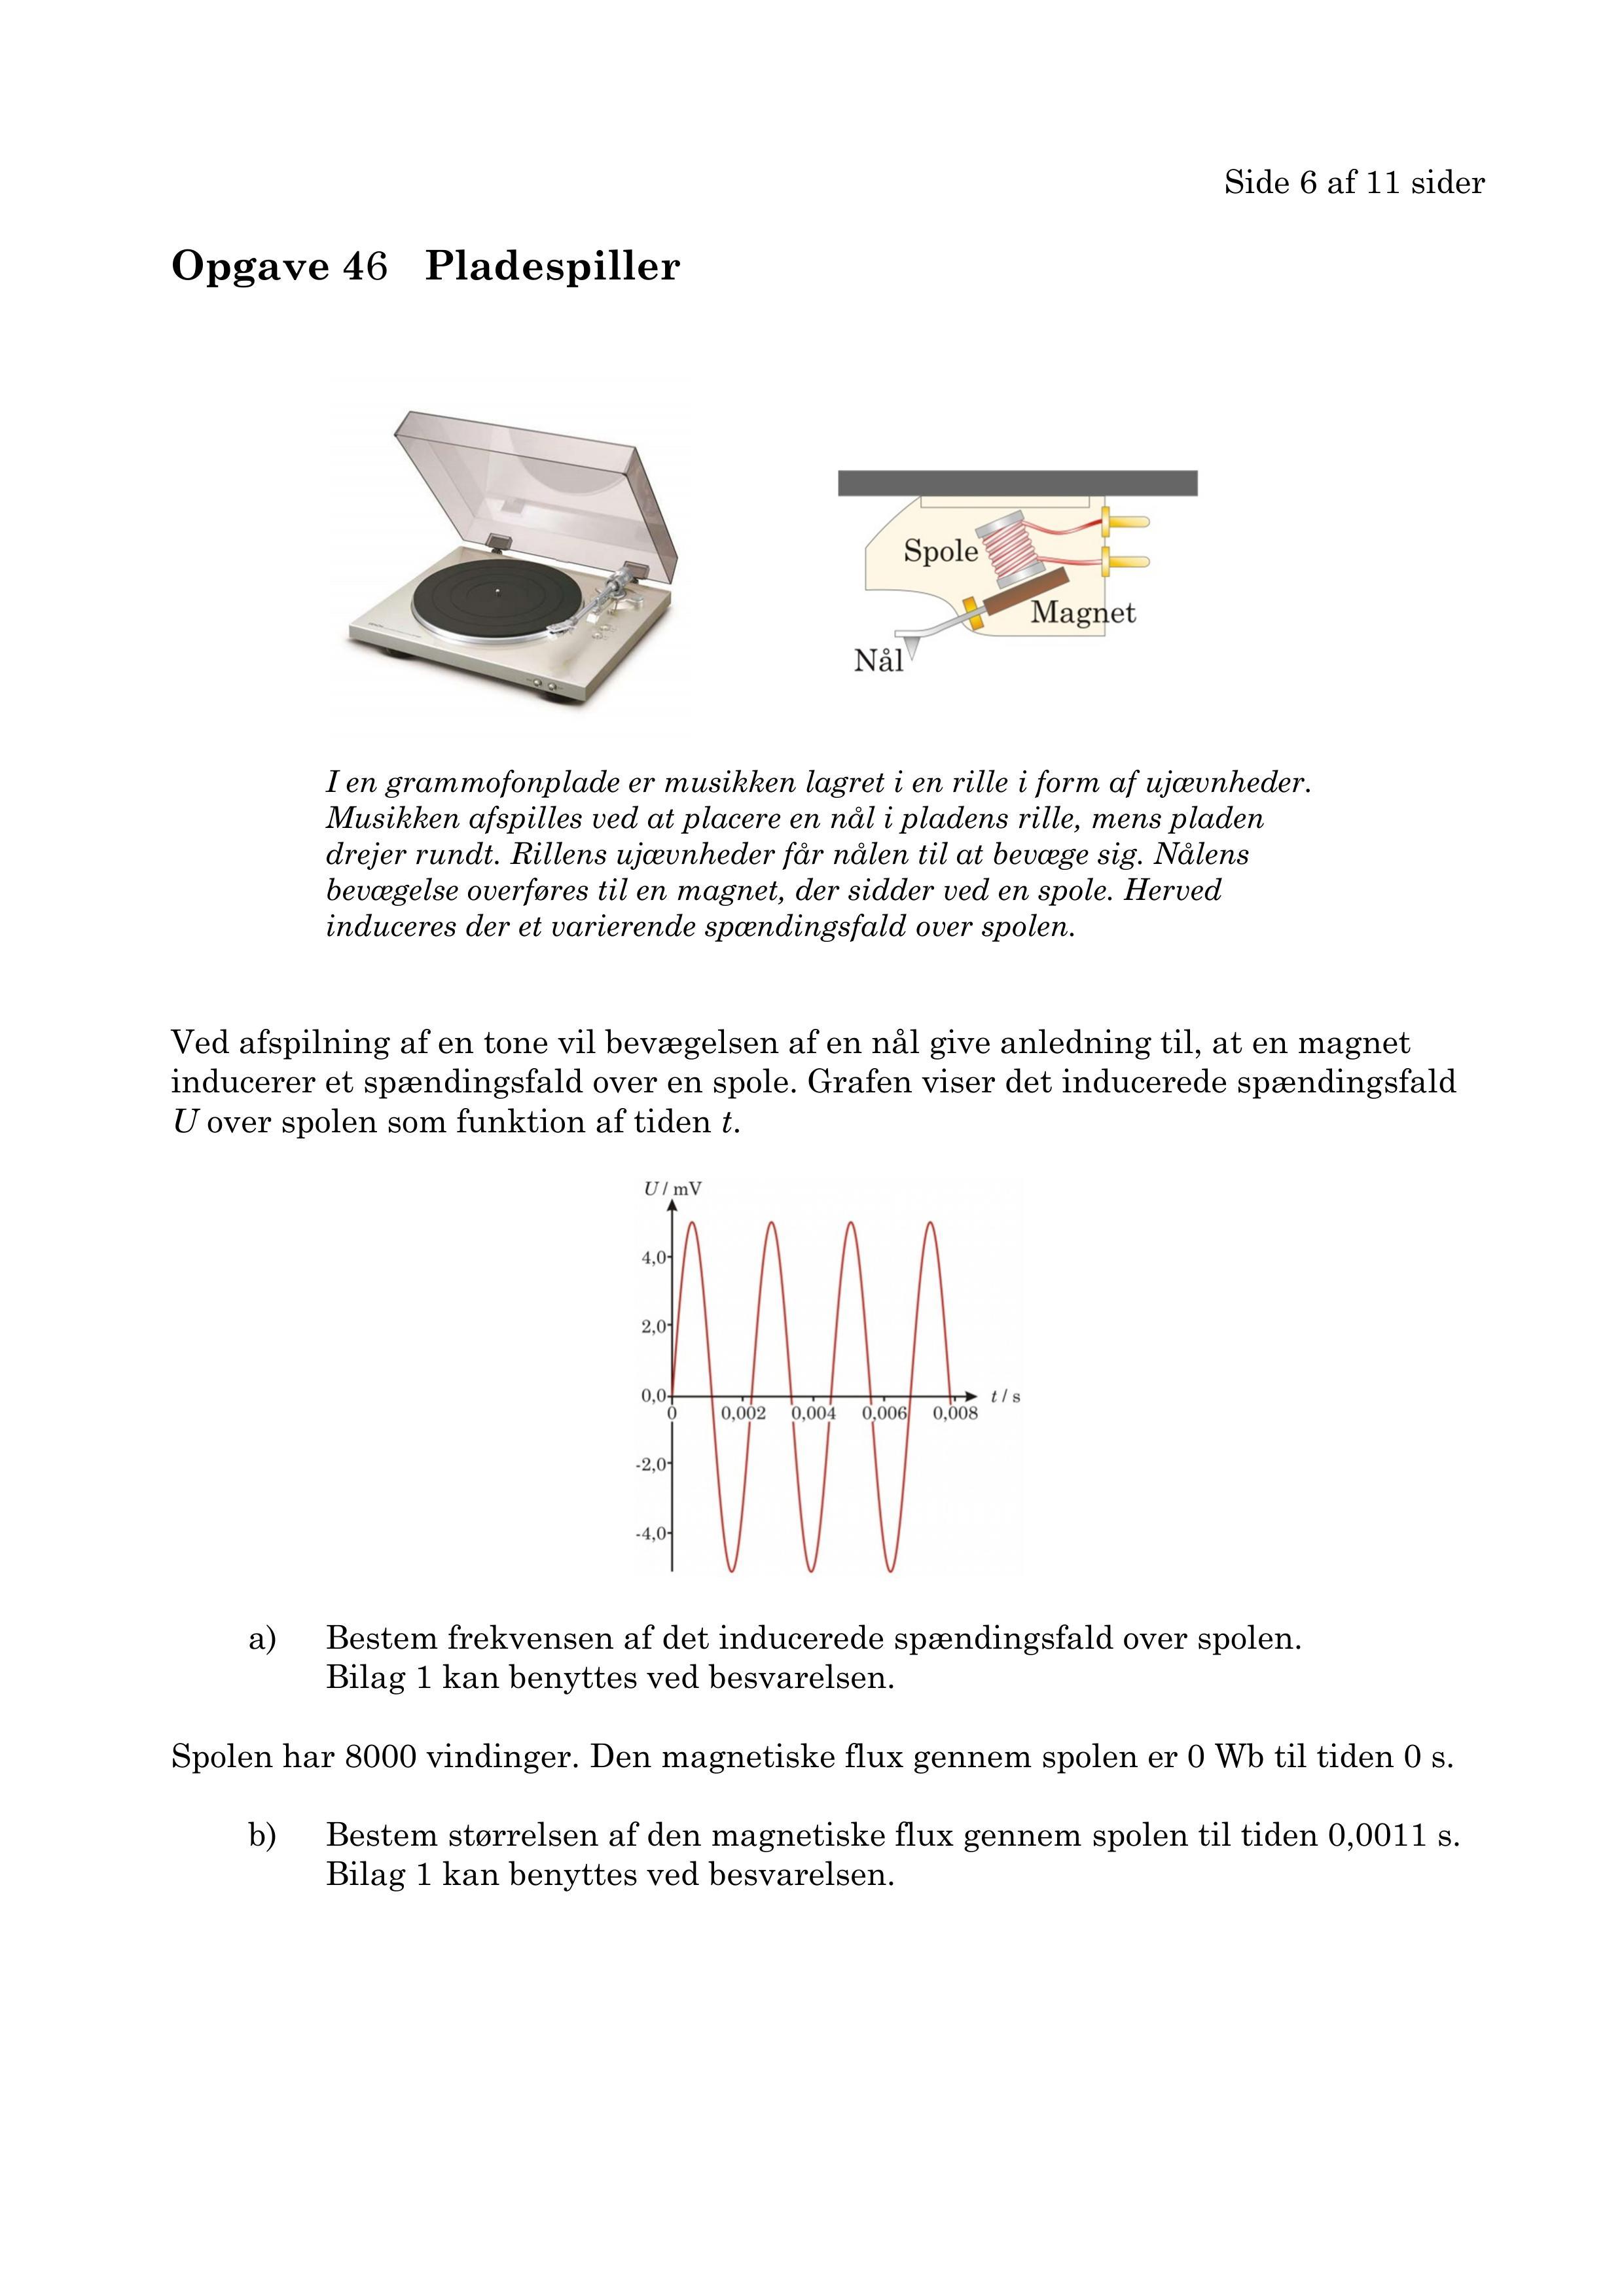 Side 6 af 11 sider
Opgave 46 Pladespiller
Spole
Magnet
Nål
I en grammofonplade er musikken lagret i en rille i form af ujævnheder.
Musikken afspilles ved at placere en nål i pladens rille, mens pladen
drejer rundt. Rillens ujævnheder får nålen til at bevæge sig. Nålens
bevægelse overføres til en magnet, der sidder ved en spole. Herved
induceres der et varierende spændingsfald over spolen.
Ved afspilning af en tone vil bevægelsen af en nål give anledning til, at en magnet
inducerer et spændingsfald over en spole. Grafen viser det inducerede spændingsfald
U over spolen som funktion af tiden t.
U / mV
4,0
2,0
0,0
t / s
0 0,002 0,004 0,006 0,008
-2,0
-4,0
a) Bestem frekvensen af det inducerede spændingsfald over spolen.
Bilag 1 kan benyttes ved besvarelsen.
Spolen har 8000 vindinger. Den magnetiske flux gennem spolen er 0 Wb til tiden 0 s.
b) Bestem størrelsen af den magnetiske flux gennem spolen til tiden 0,0011 s.
Bilag 1 kan benyttes ved besvarelsen.